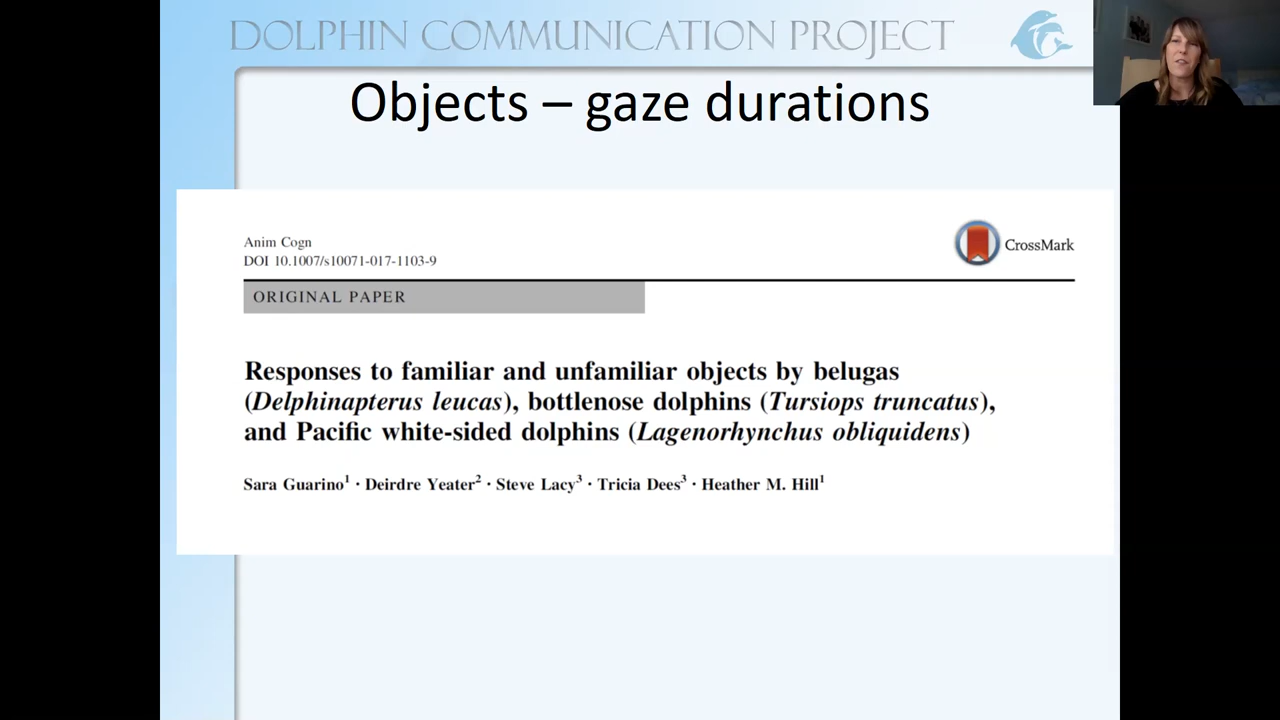 DOLPHIN COMMUNICATION PROJECT
Objects – gaze durations
Anim Cogn
DOI 10.1007/s10071-017-1103-9
CrossMark
ORIGINAL PAPER
Responses to familiar and unfamiliar objects by belugas
(Delphinapterus leucas), bottlenose dolphins (Tursiops truncatus),
and Pacific white-sided dolphins (Lagenorhynchus obliquidens)
Sara Guarino1 · Deirdre Yeater2 · Steve Lacy3 · Tricia Dees3 · Heather M. Hill1